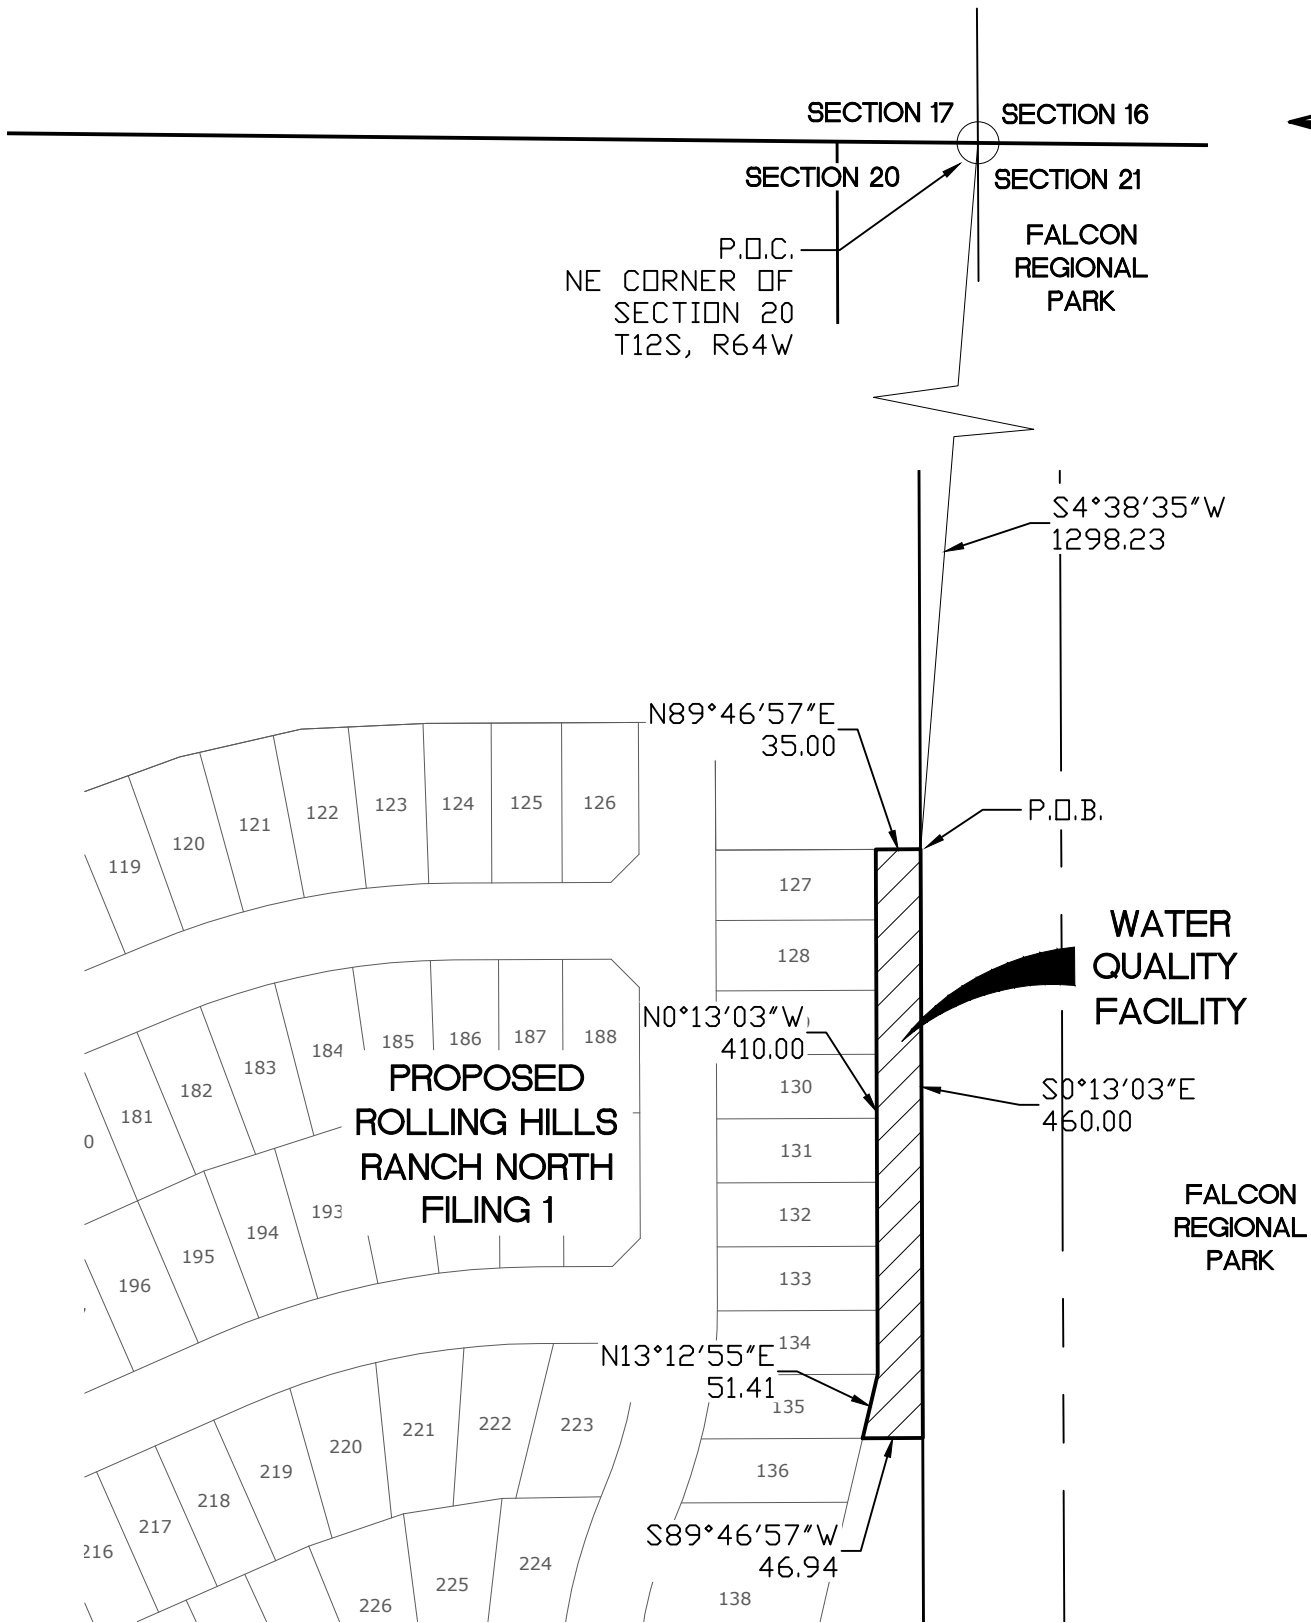 SECTION 17
SECTION 16
SECTION 20
SECTION 21
P.O.C.
NE CORNER OF
SECTION 20
T12S, R64W
FALCON
REGIONAL
PARK
S4°38'35"W
1298.23
N89°46'57"E
35.00
P.O.B.
119
120
121
122
123
124
125
126
127
128
WATER
QUALITY
FACILITY
N0°13'03"W
410.00
181
182
183
184
185
186
187
188
130
S0°13'03"E
460.00
PROPOSED
ROLLING HILLS
RANCH NORTH
FILING 1
131
132
133
134
196
195
194
193
FALCON
REGIONAL
PARK
N13°12'55"E
51.41
135
136
216
217
218
219
220
221
222
223
S89°46'57"W
46.94
226
225
224
138